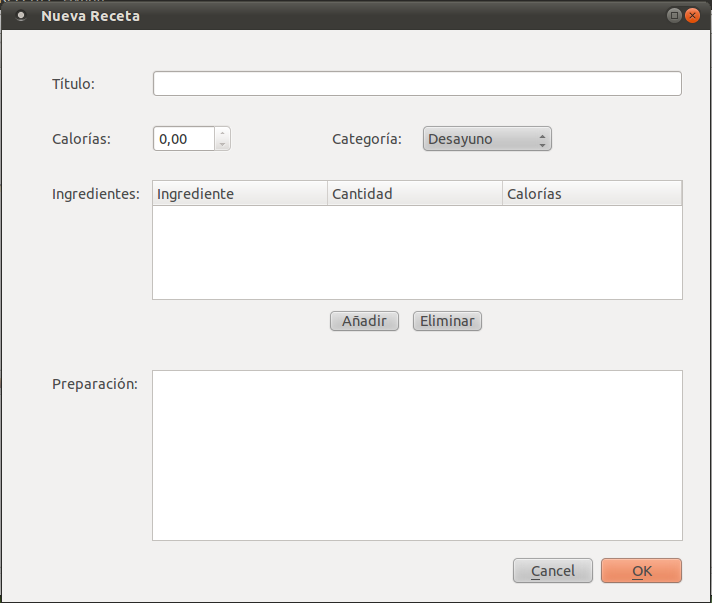 Nueva Receta
Título:
Calorías: 0,00 Categoría: Desayuno
Ingredientes: Ingrediente Cantidad Calorías
Añadir Eliminar
Preparación:
Cancel OK